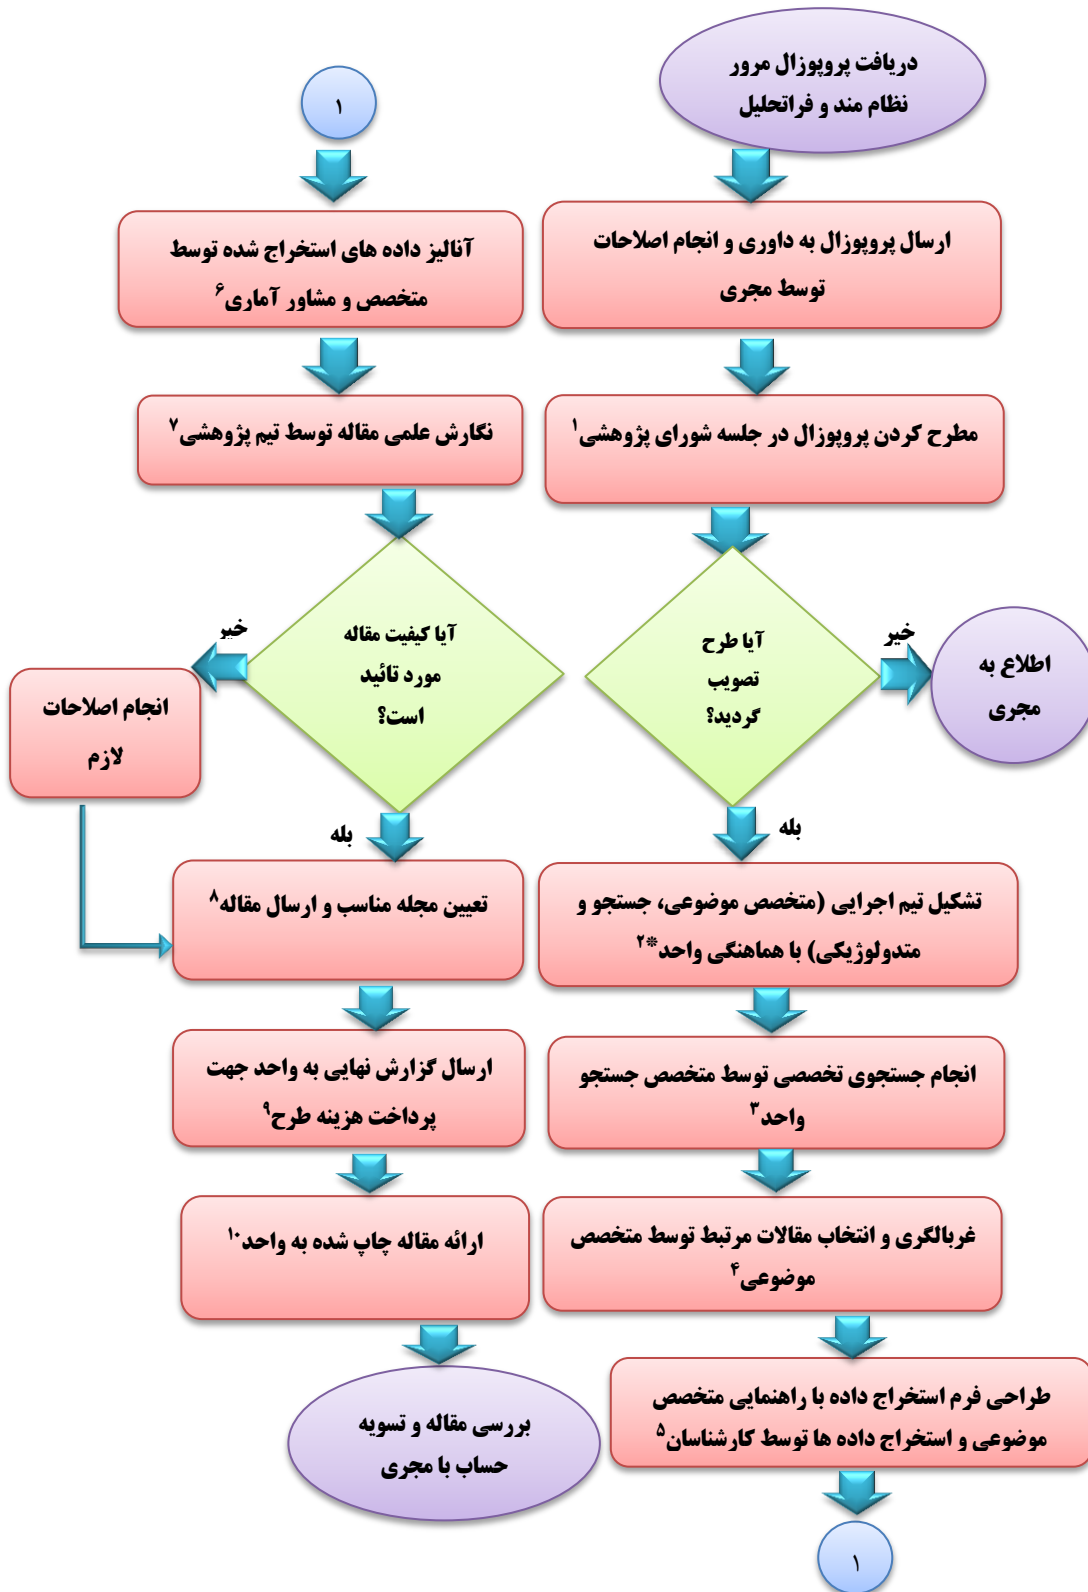 دریافت پروپوزال مرور
نظام مند و فراتحلیل
ارسال پروپوزال به داوری و انجام اصلاحات
توسط مجری
مطرح کردن پروپوزال در جلسه شورای پژوهشی۱
آیا طرح
تصویب
گردید؟
خیر
اطلاع به
مجری
بله
تشکیل تیم اجرایی (متخصص موضوعی، جستجو و
متدولوژیکی) با هماهنگی واحد*۲
انجام جستجوی تخصصی توسط متخصص جستجو
واحد۳
غربالگری و انتخاب مقالات مرتبط توسط متخصص
موضوعی۴
طراحی فرم استخراج داده با راهنمایی متخصص
موضوعی و استخراج داده ها توسط کارشناسان۵
۱
۱
آنالیز داده های استخراج شده توسط
متخصص و مشاور آماری۶
نگارش علمی مقاله توسط تیم پژوهشی۷
آیا کیفیت مقاله
مورد تائید
است؟
خیر
انجام اصلاحات
لازم
بله
تعیین مجله مناسب و ارسال مقاله۸
ارسال گزارش نهایی به واحد جهت
پرداخت هزینه طرح۹
ارائه مقاله چاپ شده به واحد۱۰
بررسی مقاله و تسویه
حساب با مجری